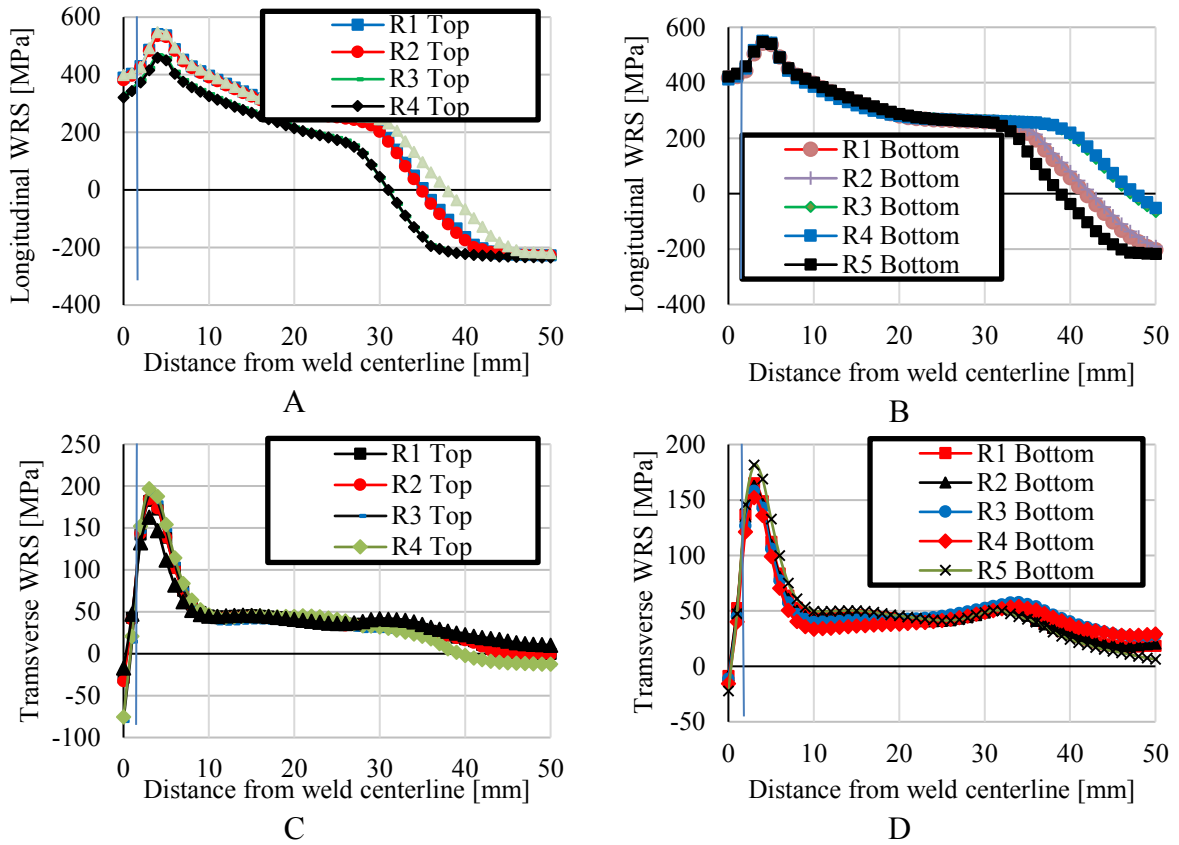 600
400
200
0
-200
-400
Longitudinal WRS [MPa]
R1 Top
R2 Top
R3 Top
R4 Top
0 10 20 30 40 50
Distance from weld centerline [mm]
A
600
400
200
0
-200
-400
Longitudinal WRS [MPa]
R1 Bottom
R2 Bottom
R3 Bottom
R4 Bottom
R5 Bottom
0 10 20 30 40 50
Distance from weld centerline [mm]
B
250
200
150
100
50
0
-50
-100
Tramsverse WRS [MPa]
R1 Top
R2 Top
R3 Top
R4 Top
0 10 20 30 40 50
Distance from weld centerline [mm]
C
200
150
100
50
0
-50
Tramsverse WRS [MPa]
R1 Bottom
R2 Bottom
R3 Bottom
R4 Bottom
R5 Bottom
0 10 20 30 40 50
Distance from weld centerline [mm]
D